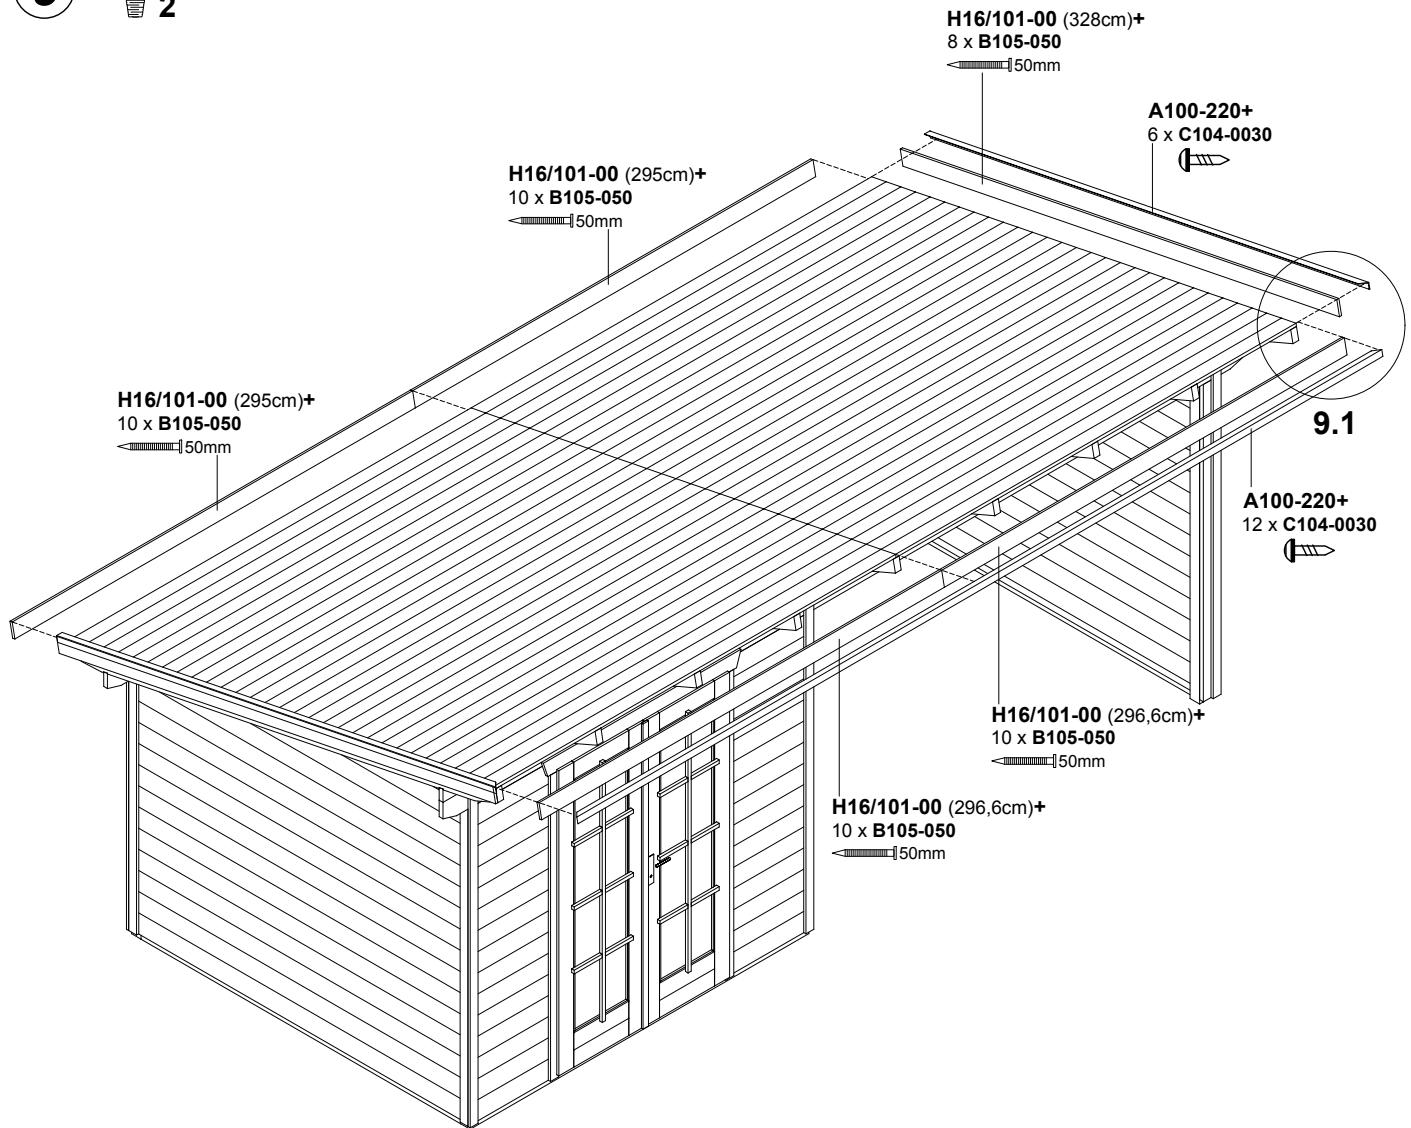 2
H16/101-00 (328cm)+
8 x B105-050
50mm
A100-220+
6 x C104-0030
H16/101-00 (295cm)+
10 x B105-050
50mm
H16/101-00 (295cm)+
10 x B105-050
50mm
9.1
A100-220+
12 x C104-0030
H16/101-00 (296,6cm)+
10 x B105-050
50mm
H16/101-00 (296,6cm)+
10 x B105-050
50mm